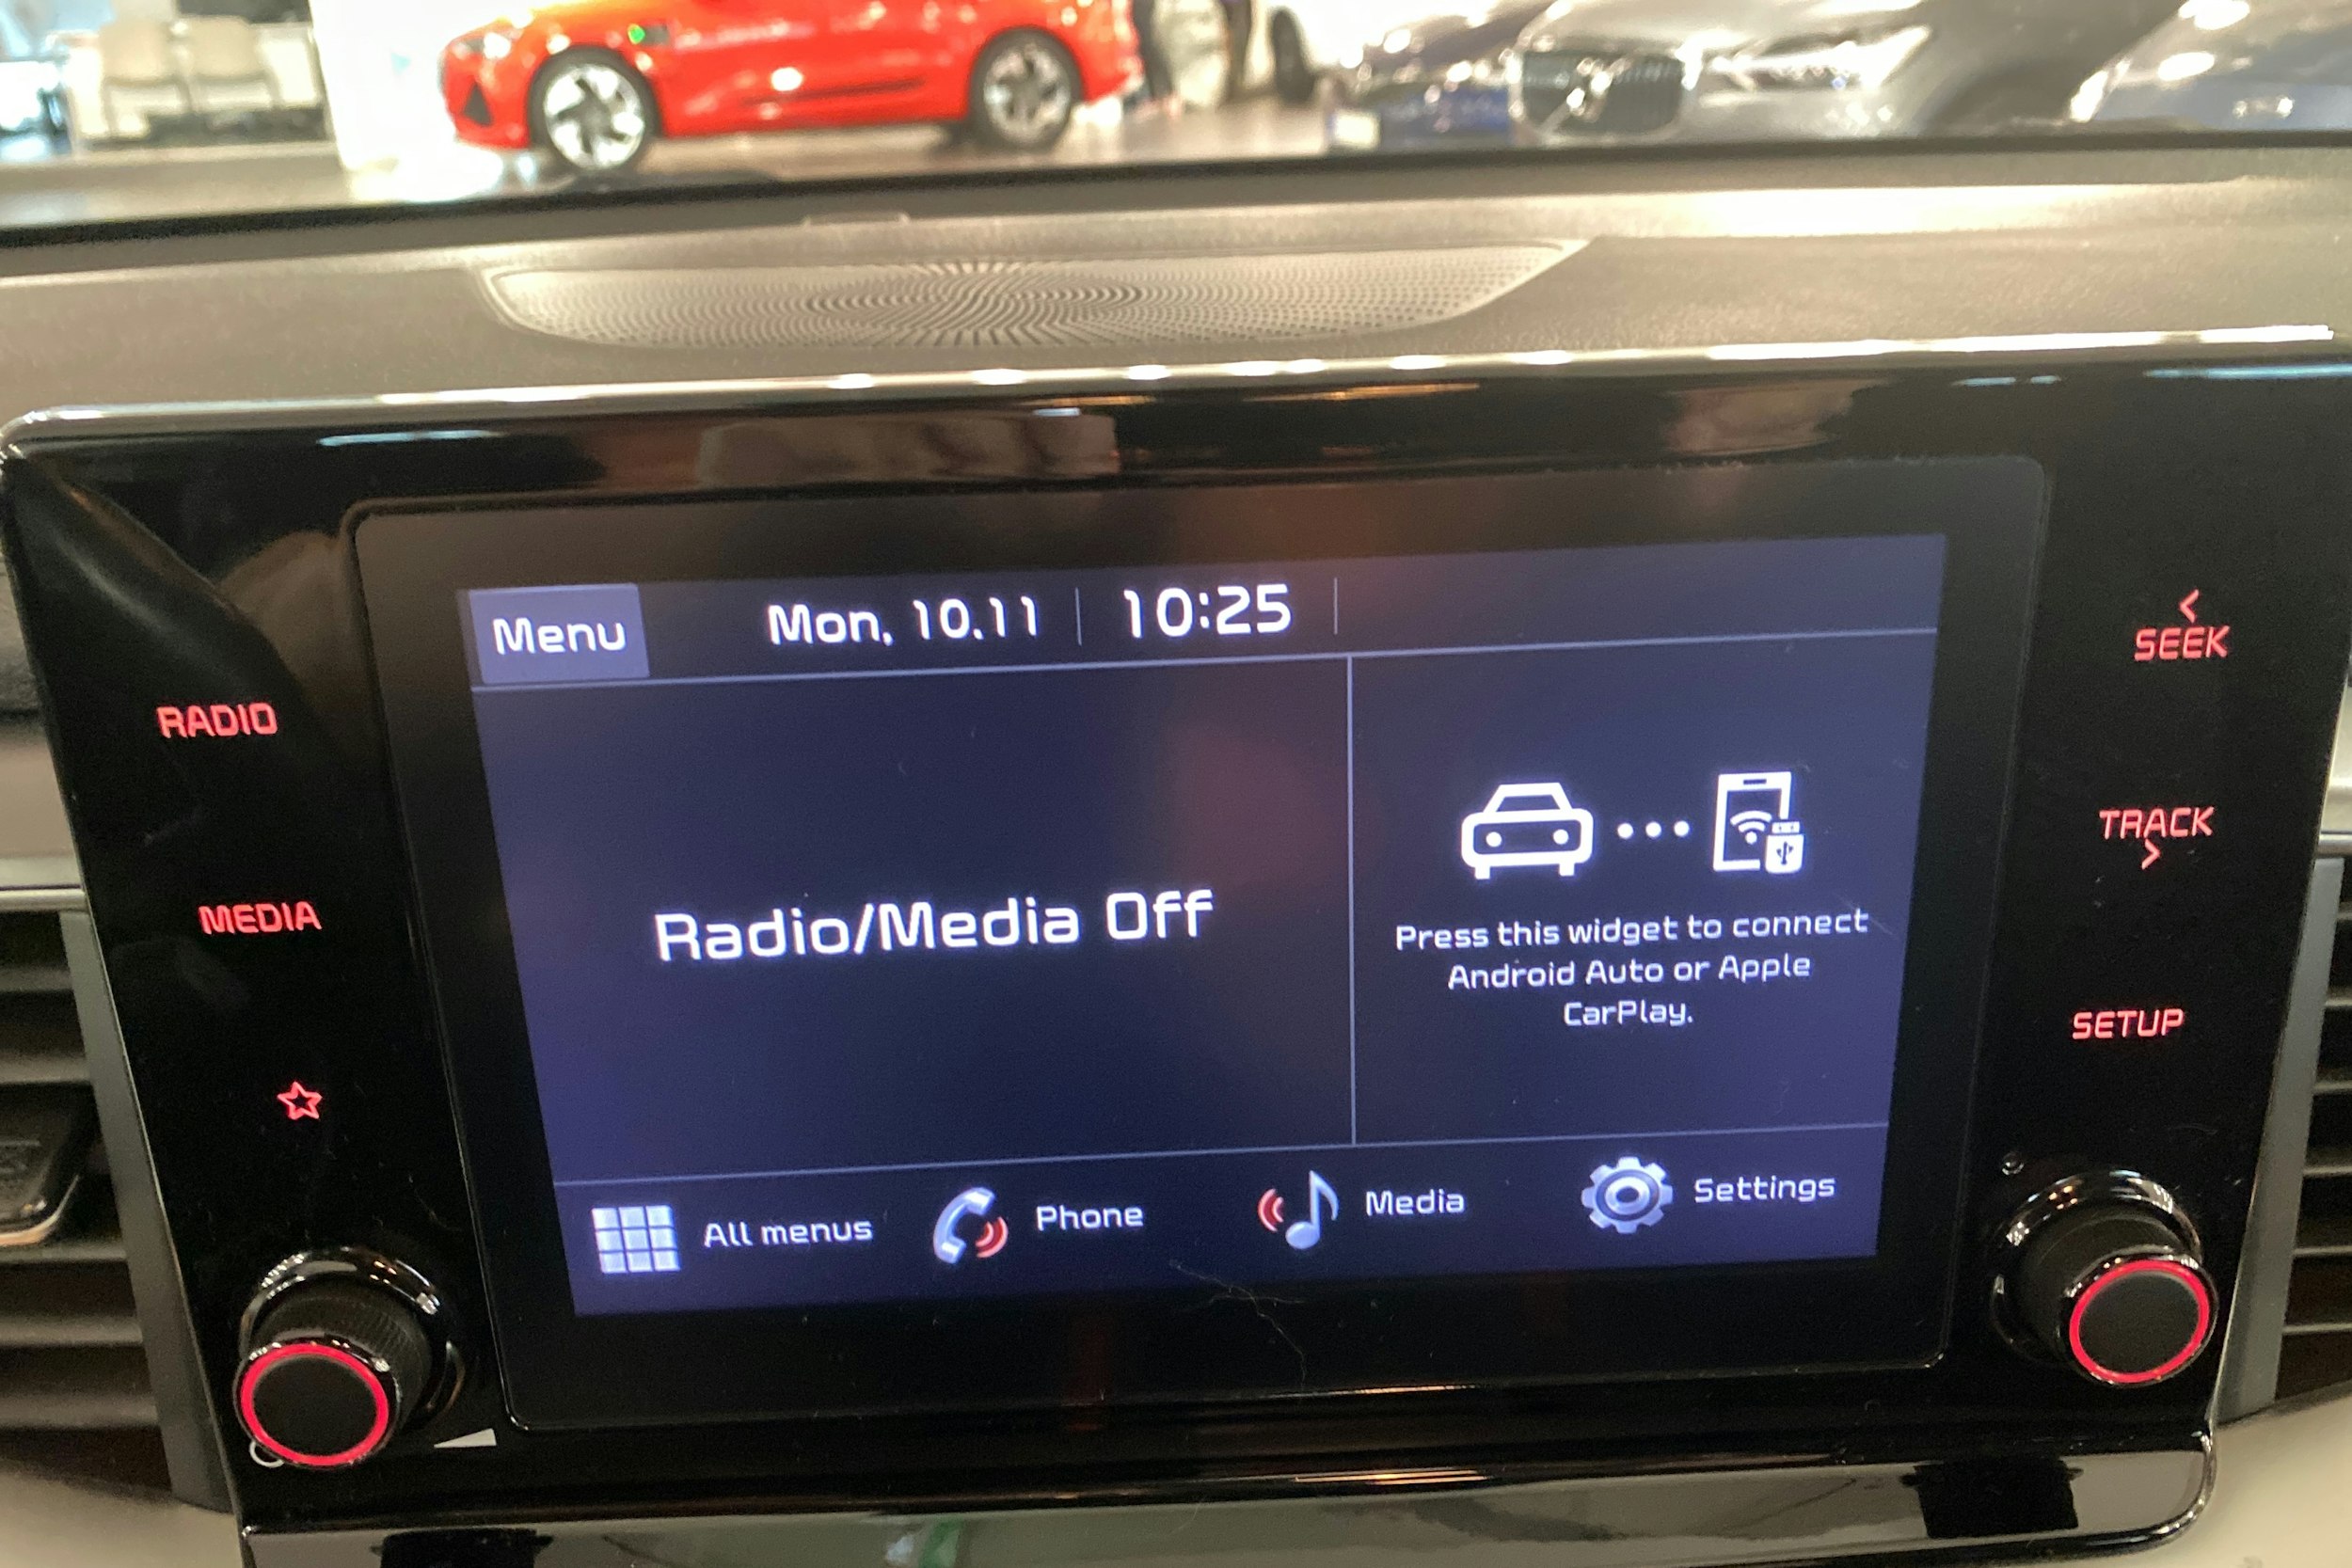 Menu
Mon, 10.11
10:25
RADIO
MEDIA
Radio/Media Off
Press this widget to connect
Android Auto or Apple
CarPlay.
All menus
Phone
Media
Settings
< SEEK
TRACK >
SETUP